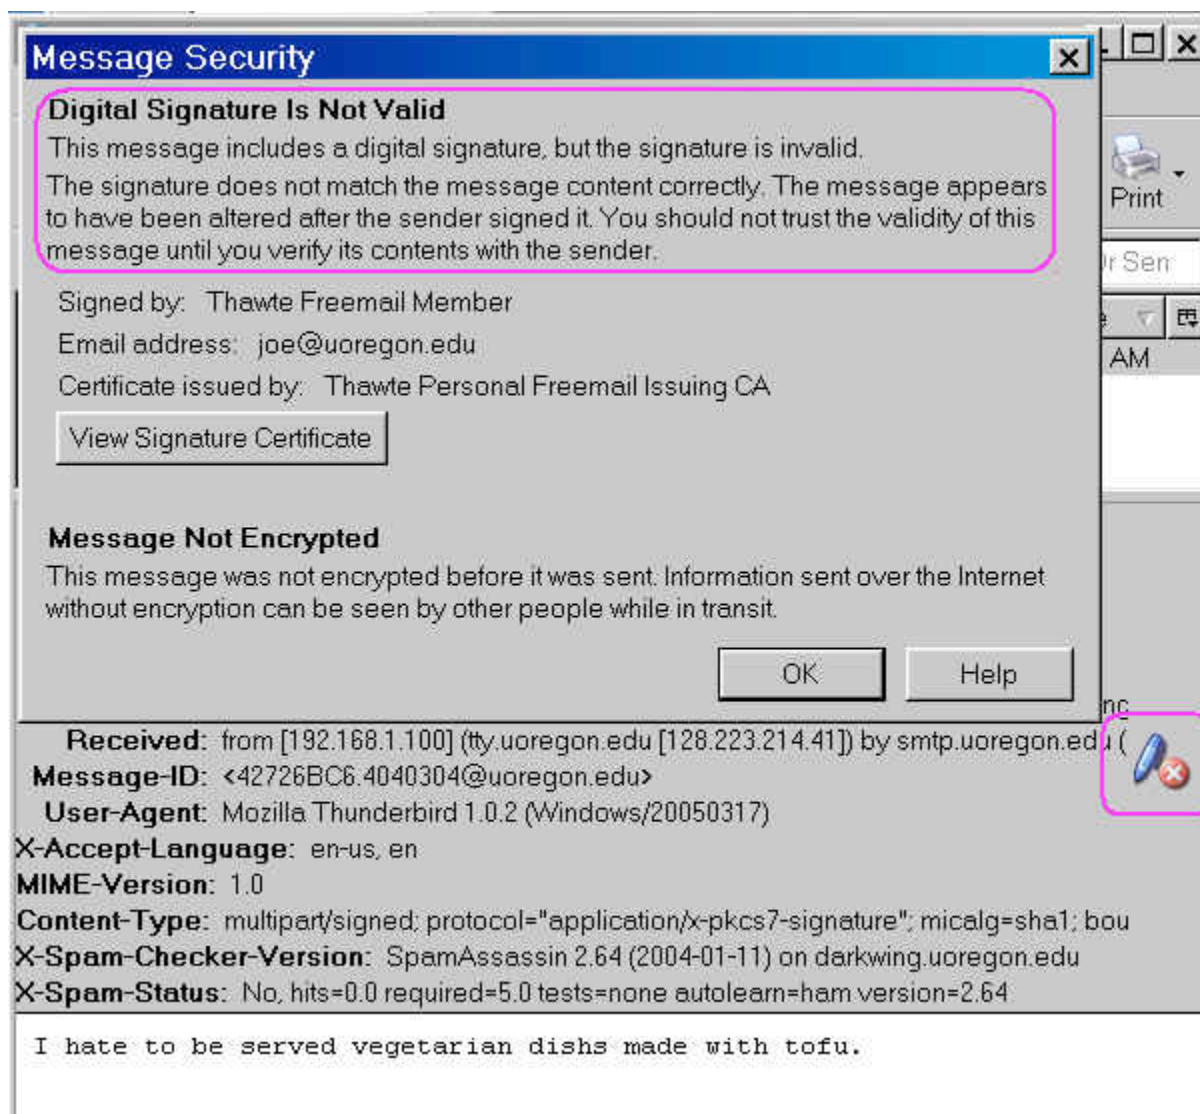 Message Security
Digital Signature Is Not Valid
This message includes a digital signature, but the signature is invalid.
The signature does not match the message content correctly. The message appears
to have been altered after the sender signed it. You should not trust the validity of this
message until you verify its contents with the sender.
Print
Signed by: Thawte Freemail Member
Email address: joe@uoregon.edu
Certificate issued by: Thawte Personal Freemail Issuing CA
AM
View Signature Certificate
Message Not Encrypted
This message was not encrypted before it was sent. Information sent over the Internet
without encryption can be seen by other people while in transit.
OK Help
Received: from [192.168.1.100] (tty.uoregon.edu [128.223.214.41]) by smtp.uoregon.edu (
Message-ID: <42726BC6.4040304@uoregon.edu>
User-Agent: Mozilla Thunderbird 1.0.2 (Windows/20050317)
X-Accept-Language: en-us, en
MIME-Version: 1.0
Content-Type: multipart/signed; protocol="application/x-pkcs7-signature"; micalg=sha1; bou
X-Spam-Checker-Version: SpamAssassin 2.64 (2004-01-11) on darkwing.uoregon.edu
X-Spam-Status: No, hits=0.0 required=5.0 tests=none autolearn=ham version=2.64
I hate to be served vegetarian dishs made with tofu.